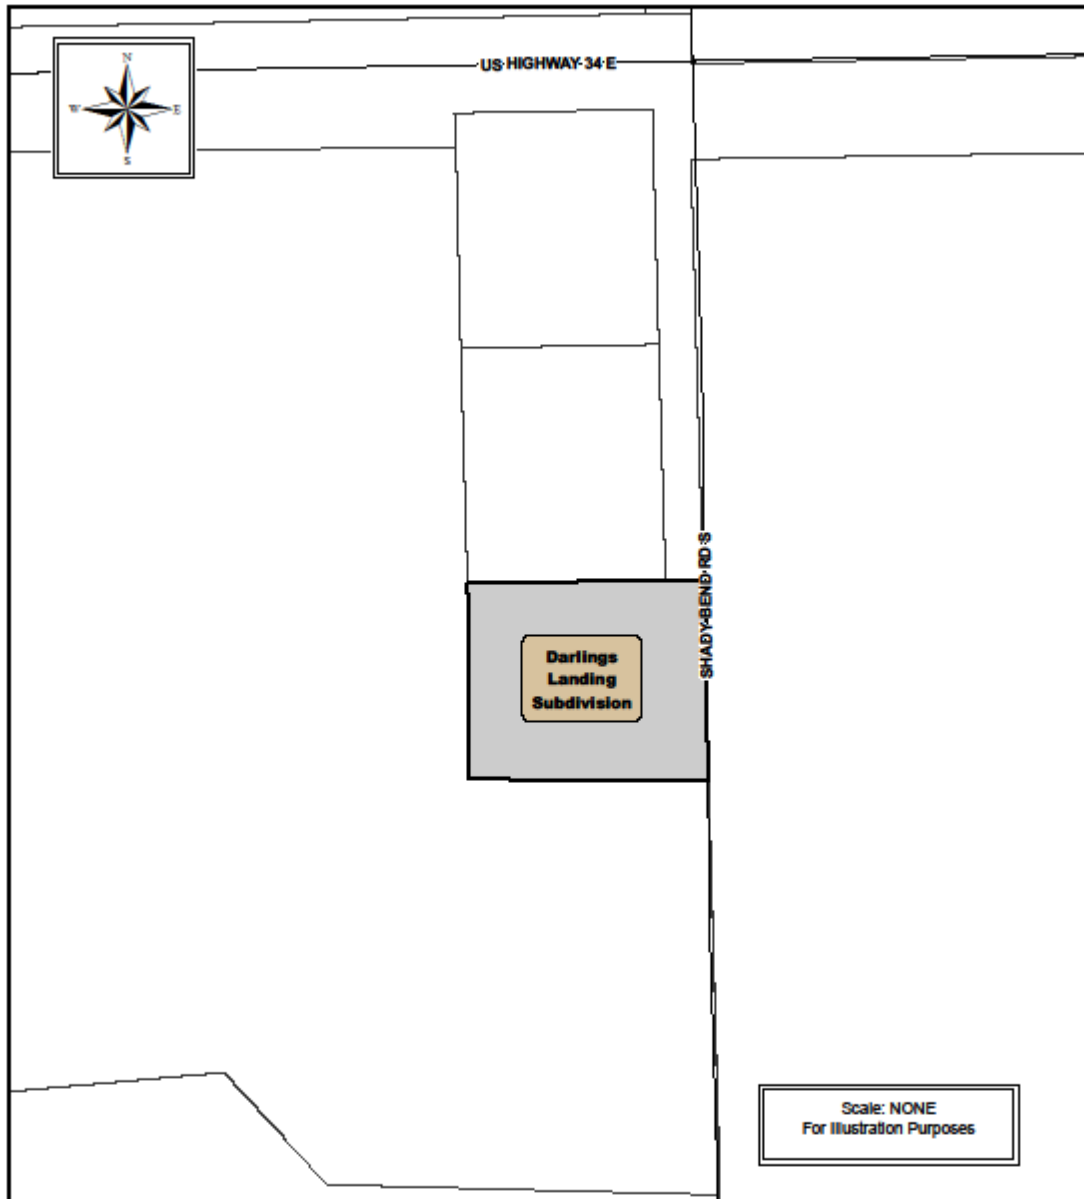 US HIGHWAY 34 E
N
W E
S
SHADY BEND RD S
Darlings
Landing
Subdivision
Scale: NONE
For Illustration Purposes